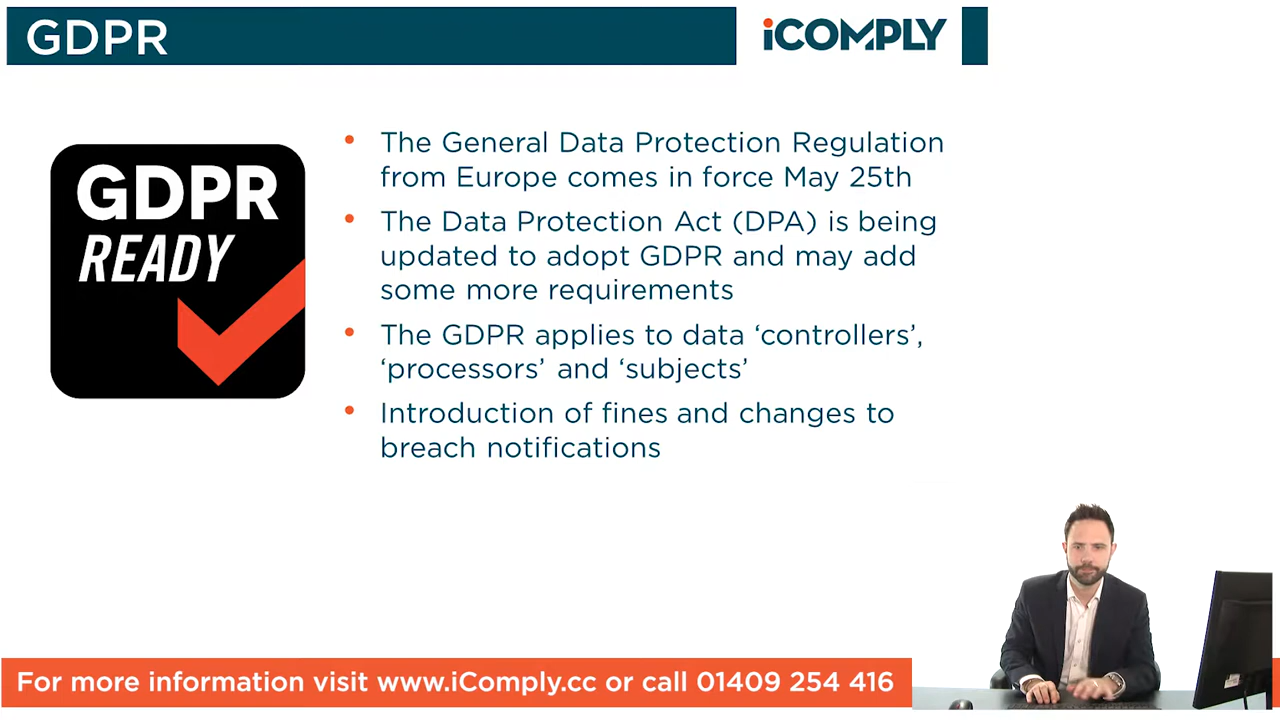 GDPR
iCOMPLY
GDPR
READY
• The General Data Protection Regulation
from Europe comes in force May 25th
• The Data Protection Act (DPA) is being
updated to adopt GDPR and may add
some more requirements
• The GDPR applies to data ‘controllers’,
‘processors’ and ‘subjects’
• Introduction of fines and changes to
breach notifications
For more information visit www.iComply.cc or call 01409 254 416